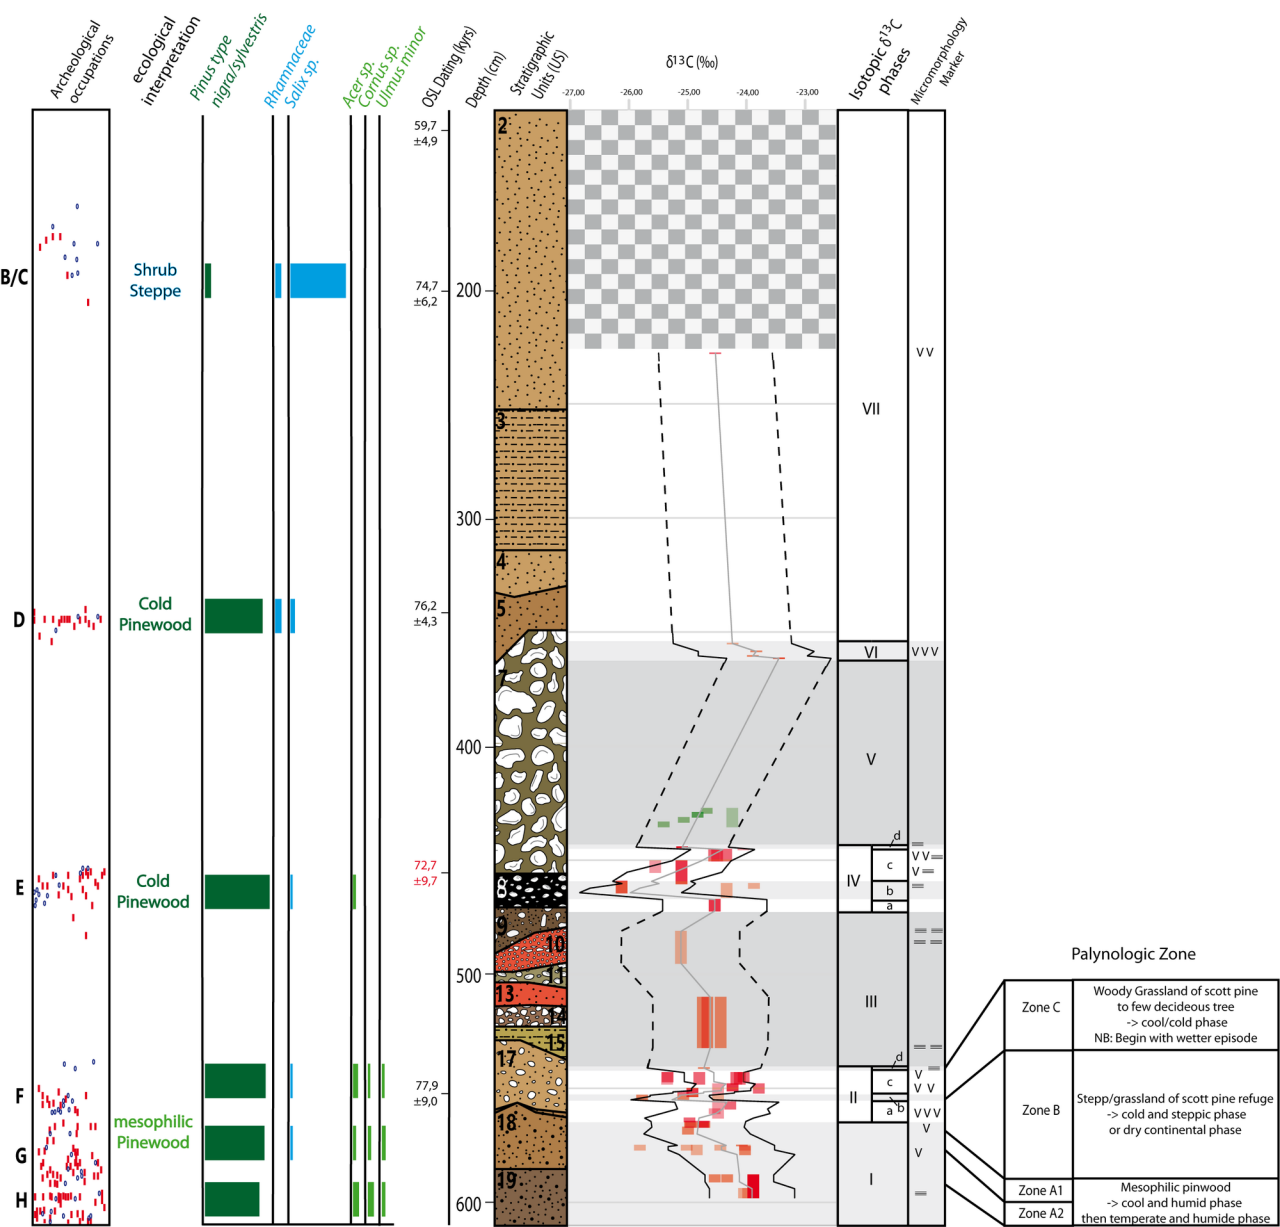 Archeological
occupations
ecological
interpretation
Pinus type
nigra/sylvestris
Rhamnaceae
Salix sp.
Acer sp.
Cornus sp.
Ulmus minor
OSL Dating (kyrs)
Depth (cm)
Stratigraphic
Units (US)
δ¹³C (‰)
-27,00 -26,00 -25,00 -24,00 -23,00
Isotopic δ¹³C
phases
Micromorphology
Marker
2
59,7
±4,9
B/C
Shrub
Steppe
74,7
±6,2
200
V V
VII
3
300
4
5
D
Cold
Pinewood
76,2
±4,3
VI
V V V
7
400
V
d
E
Cold
Pinewood
72,7
±9,7
8
IV
c
b
a
V V
V
9
10
11
500
13
14
15
III
17
d
F
77,9
±9,0
II
c
b
a
V
V V
V V V
V
mesophilic
Pinewood
18
G
V
I
19
H
600
Palynologic Zone
Zone C
Woody Grassland of scott pine
to few decideous tree
-> cool/cold phase
NB: Begin with wetter episode
Zone B
Stepp/grassland of scott pine refuge
-> cold and steppic phase
or dry continental phase
Zone A1
Zone A2
Mesophilic pinwood
-> cool and humid phase
then temperate and humide phase